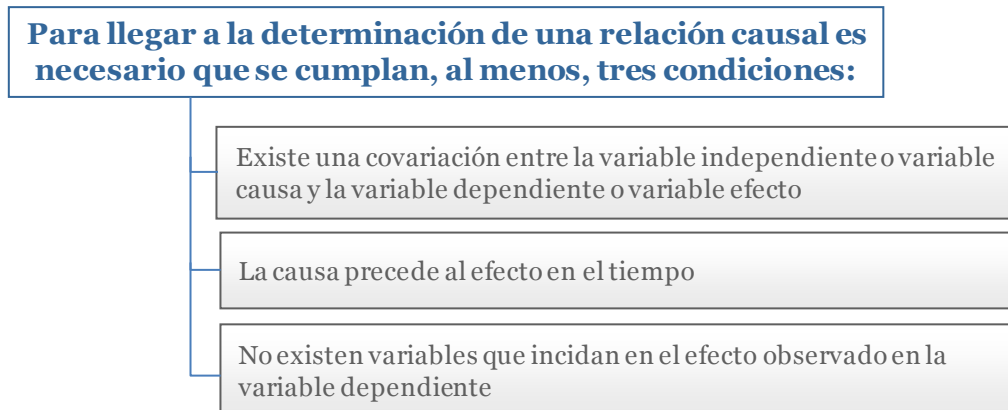 Para llegar a la determinación de una relación causal es
necesario que se cumplan, al menos, tres condiciones:
Existe una covariación entre la variable independiente o variable
causa y la variable dependiente o variable efecto
La causa precede al efecto en el tiempo
No existen variables que incidan en el efecto observado en la
variable dependiente